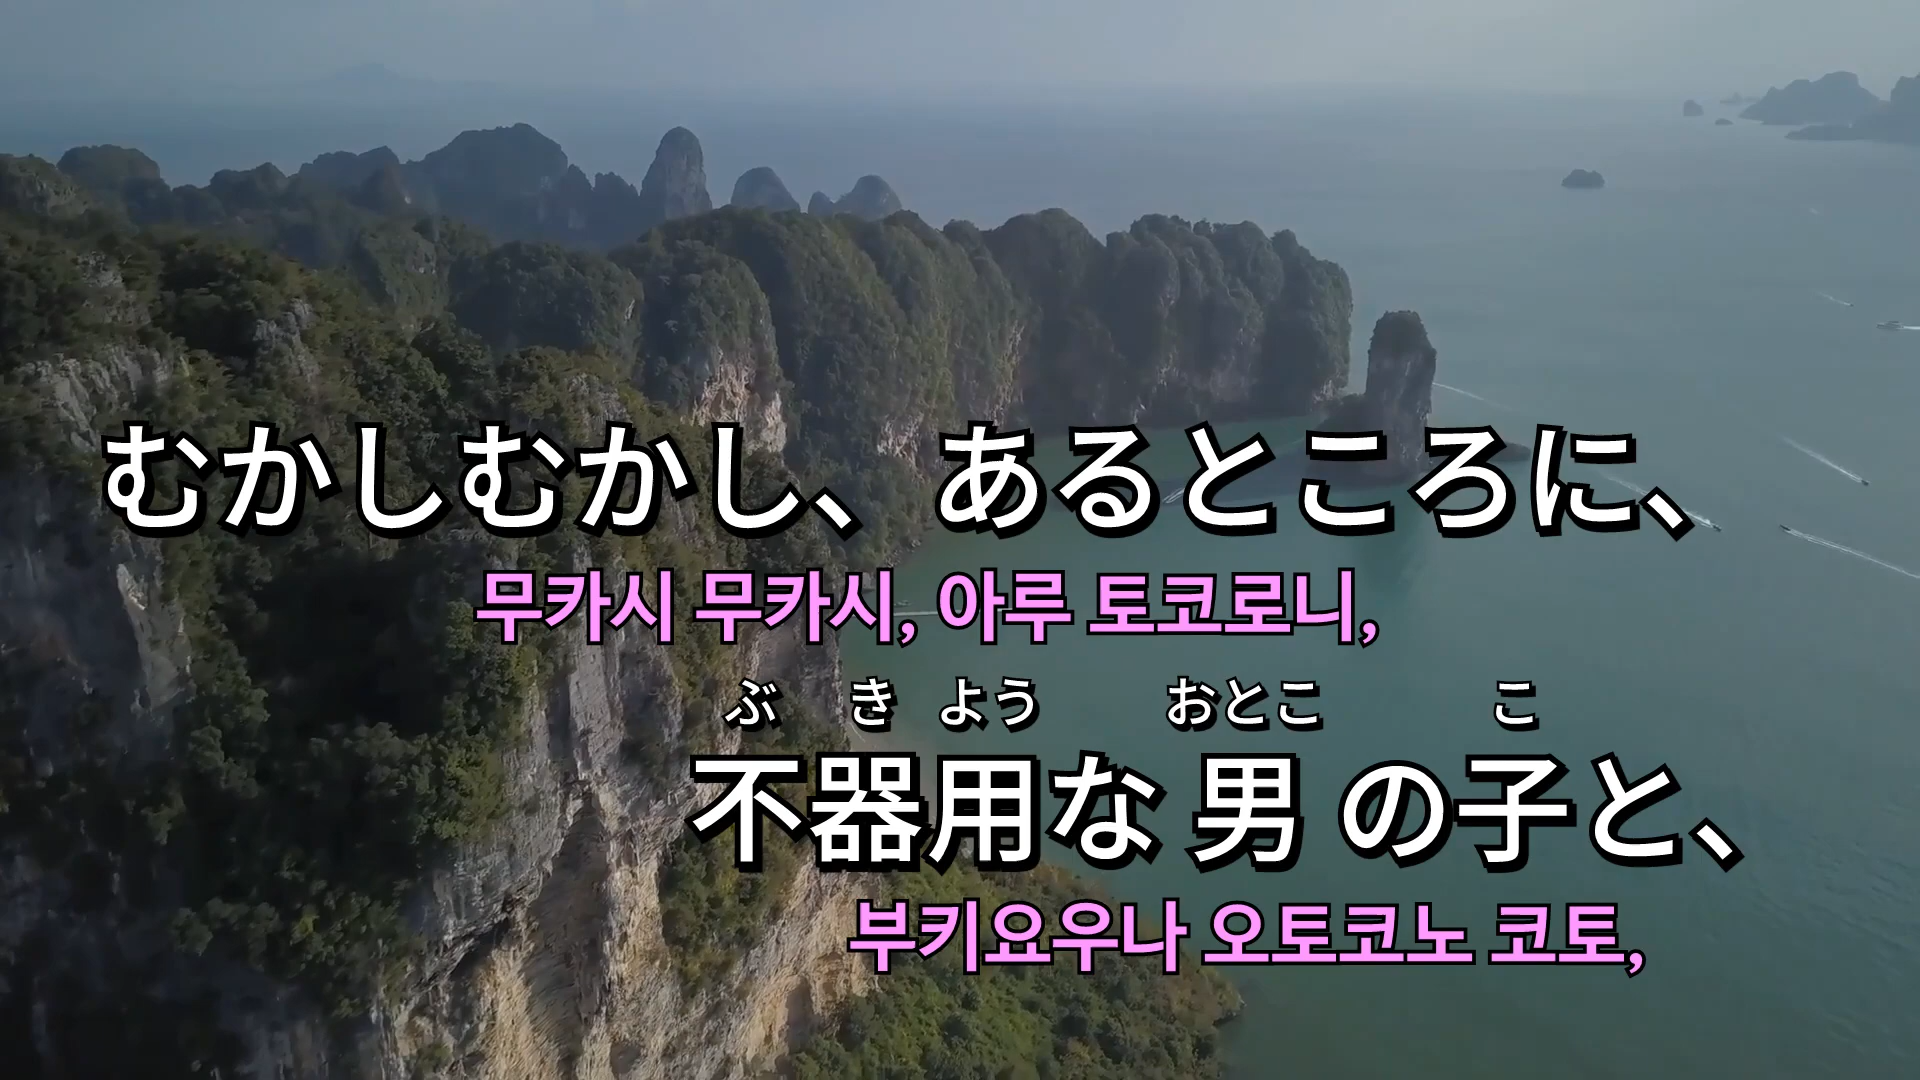 むかしむかし、あるところに、
무카시 무카시, 아루 토코로니,
ぶ き よう おとこ こ
不器用な男の子と、
부키요우나 오토코노 코토,